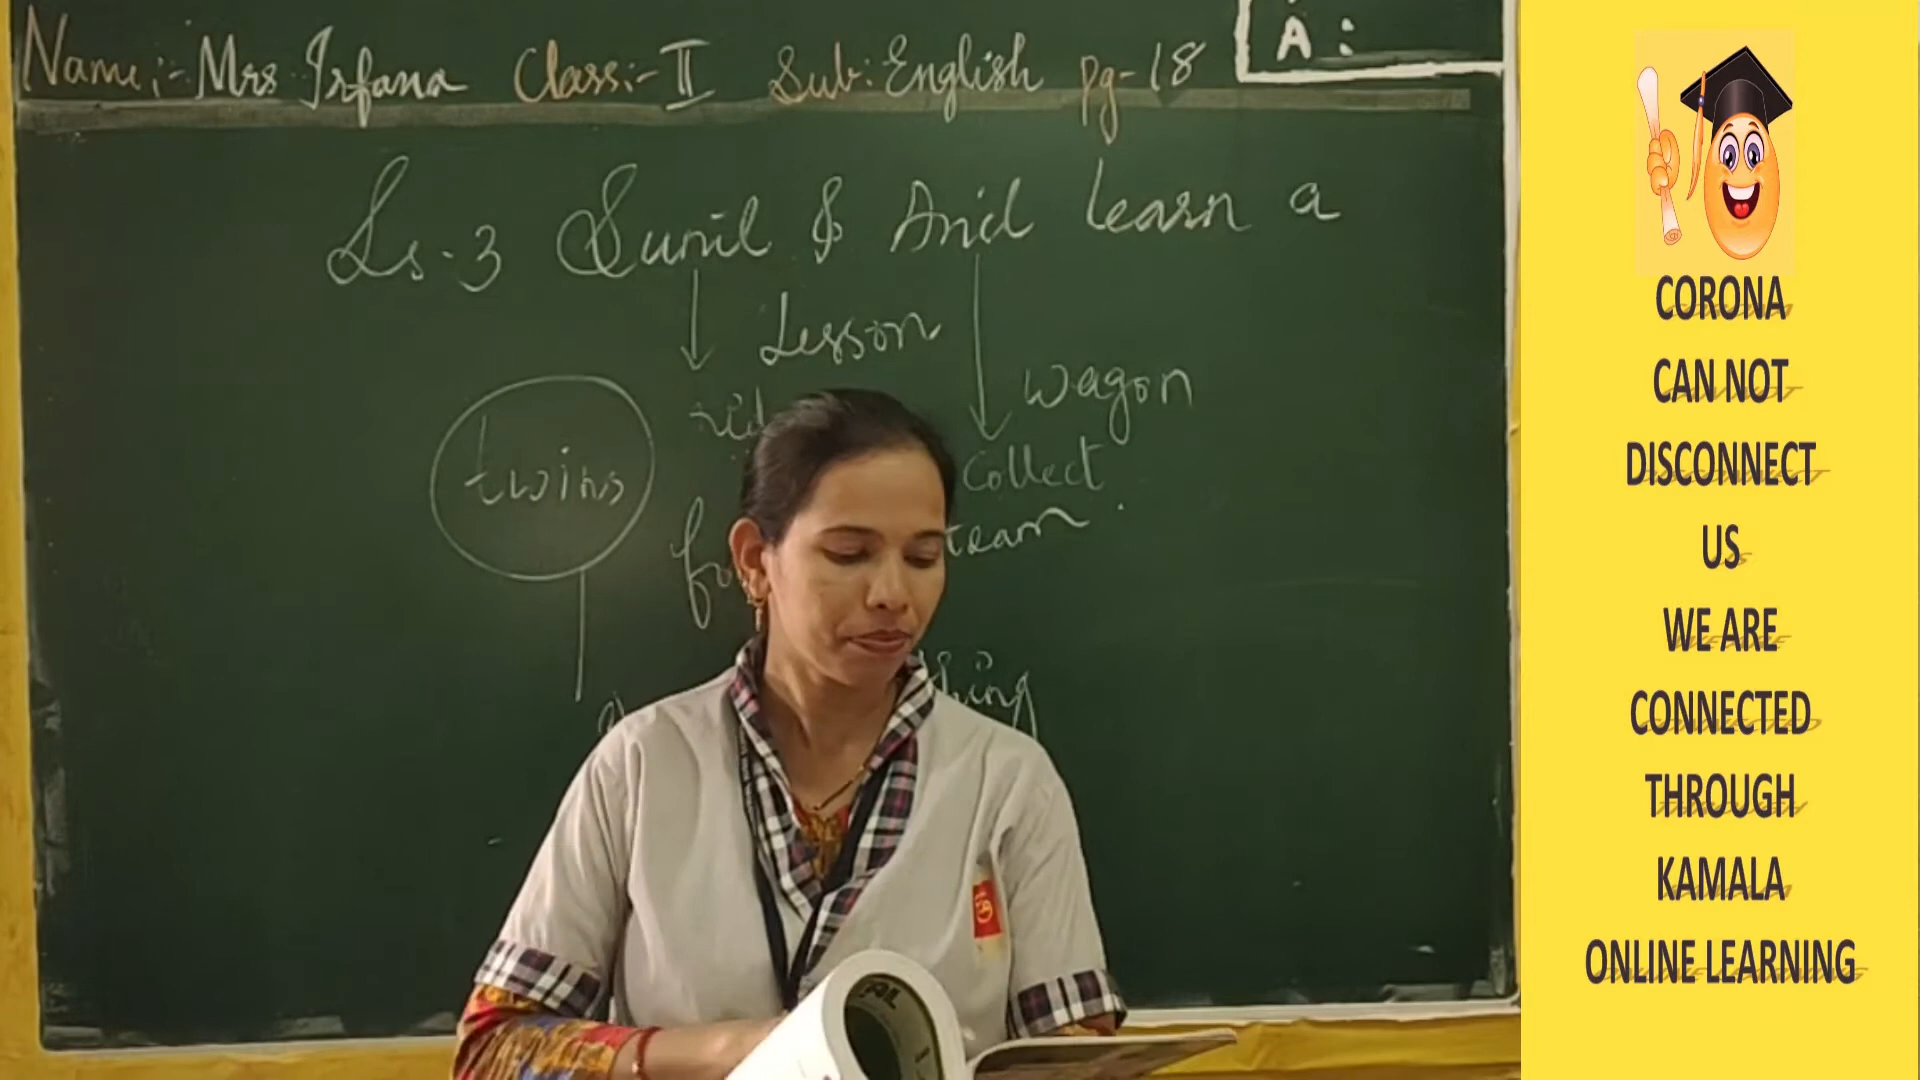 Name:- Mrs Irfana Class:- II Sub: English pg-18
A :
Ls-3 Sunil & Anil learn a
Lesson
wagon
twins
Collect
team.
CORONA
CAN NOT
DISCONNECT
US
WE ARE
CONNECTED
THROUGH
KAMALA
ONLINE LEARNING